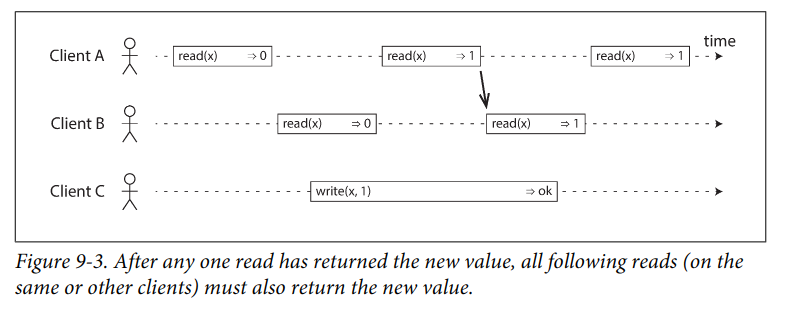 time
Client A read(x) ⇒ 0 read(x) ⇒ 1 read(x) ⇒ 1
Client B read(x) ⇒ 0 read(x) ⇒ 1
Client C write(x, 1) ⇒ ok
Figure 9-3. After any one read has returned the new value, all following reads (on the
same or other clients) must also return the new value.